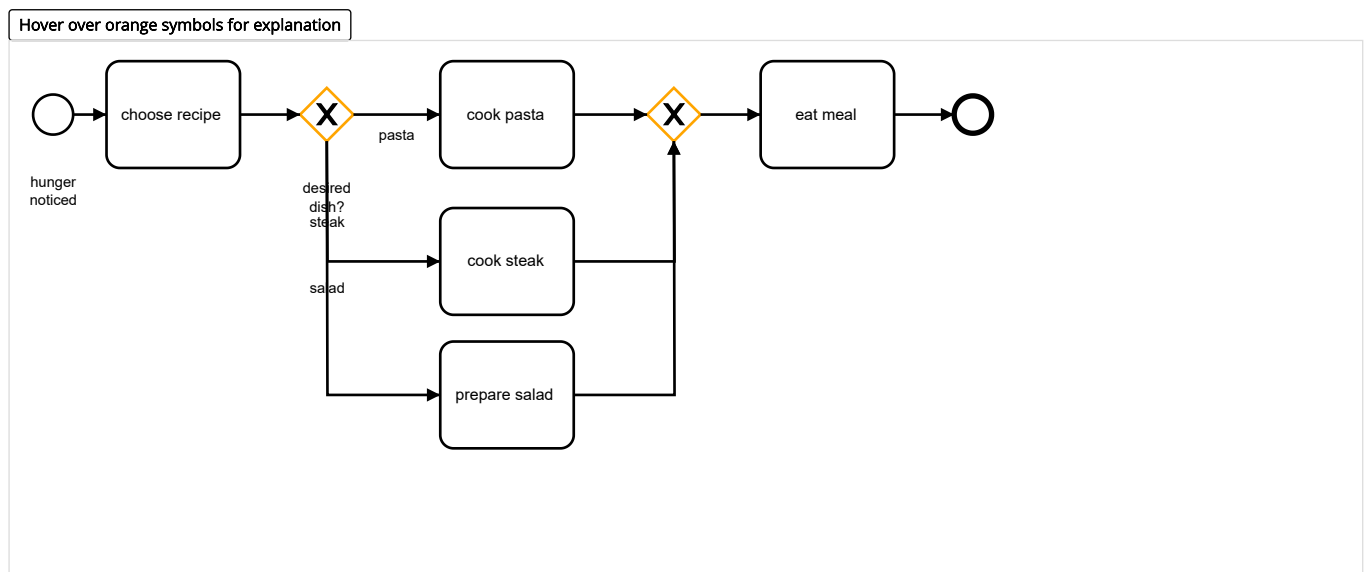 Hover over orange symbols for explanation
choose recipe
X
cook pasta
X
eat meal
pasta
hunger
noticed
desired
dish?
steak
cook steak
salad
prepare salad